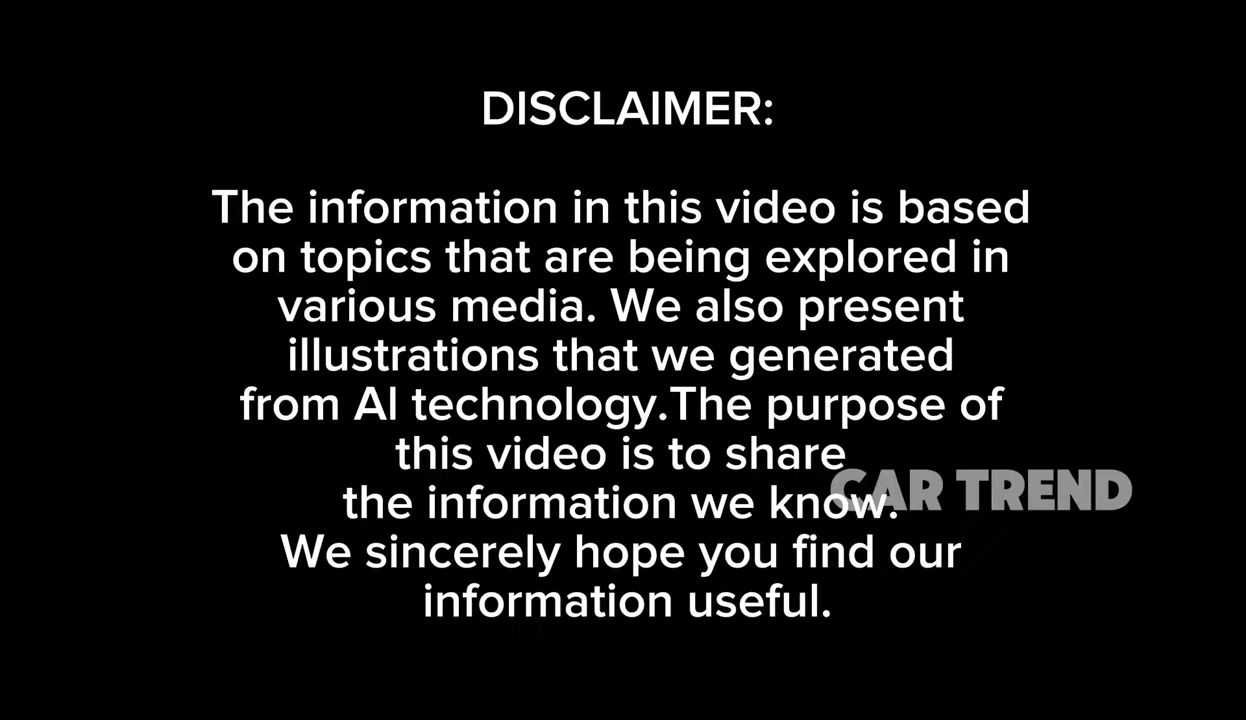 DISCLAIMER:
The information in this video is based
on topics that are being explored in
various media. We also present
illustrations that we generated
from AI technology.The purpose of
this video is to share
the information we know.
We sincerely hope you find our
information useful.
CAR TREND